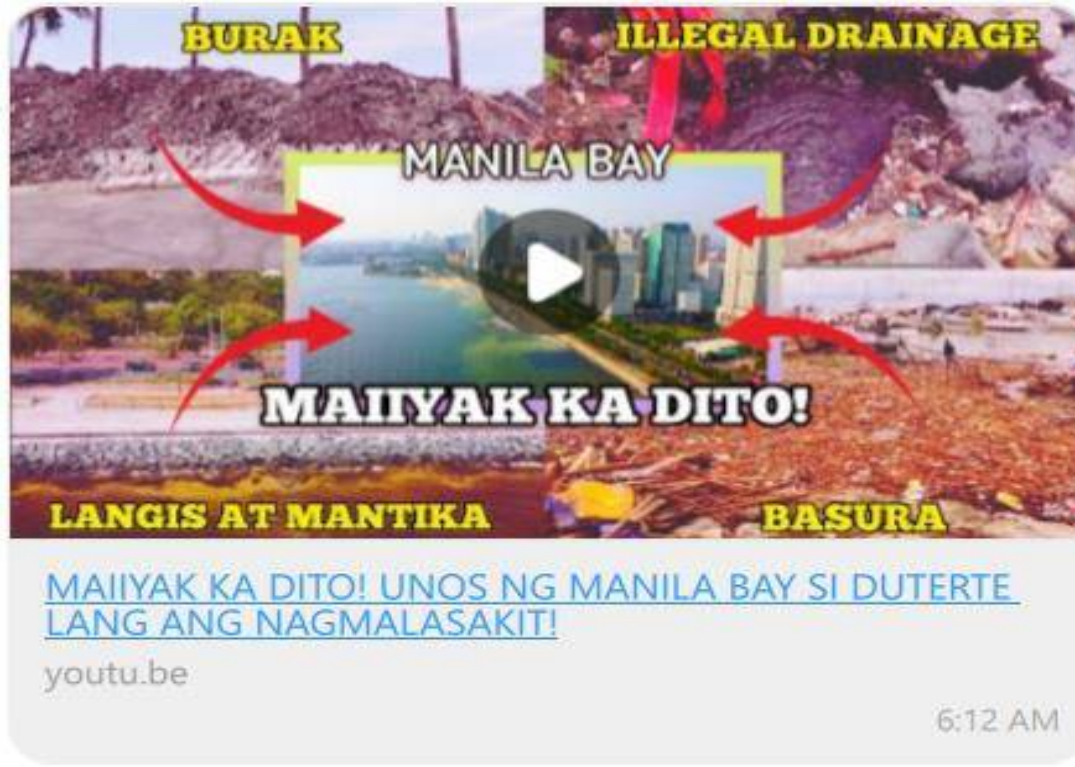 BURAK
ILLEGAL DRAINAGE
MANILA BAY
MAIIYAK KA DITO!
LANGIS AT MANTIKA
BASURA
MAIIYAK KA DITO! UNOS NG MANILA BAY SI DUTERTE
LANG ANG NAGMALASAKIT!
youtu.be
6:12 AM